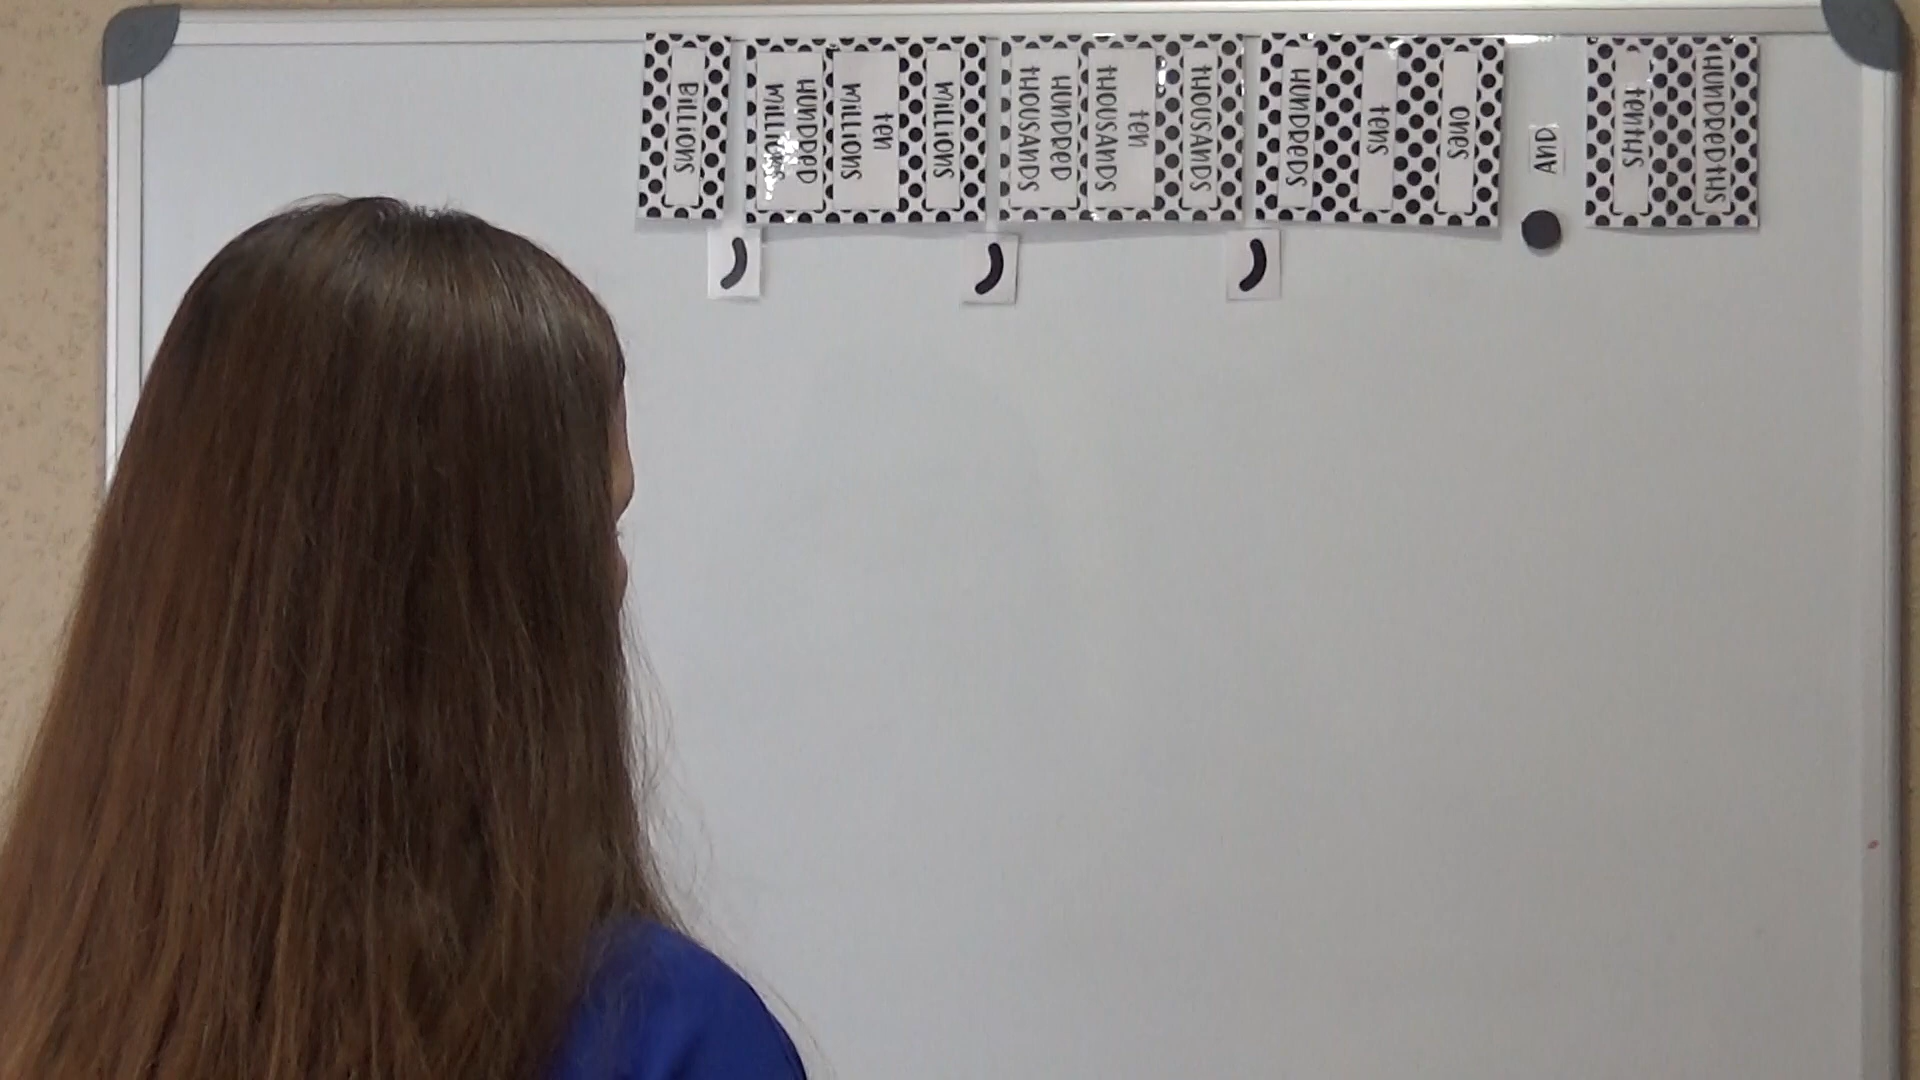 BILLIONS
,
HUNDRED
MILLIONS
ten
MILLIONS
MILLIONS
,
HUNDRED
THOUSANDS
ten
THOUSANDS
THOUSANDS
,
HUNDREDS
tens
ones
AND
tenths
HUNDREDTHS